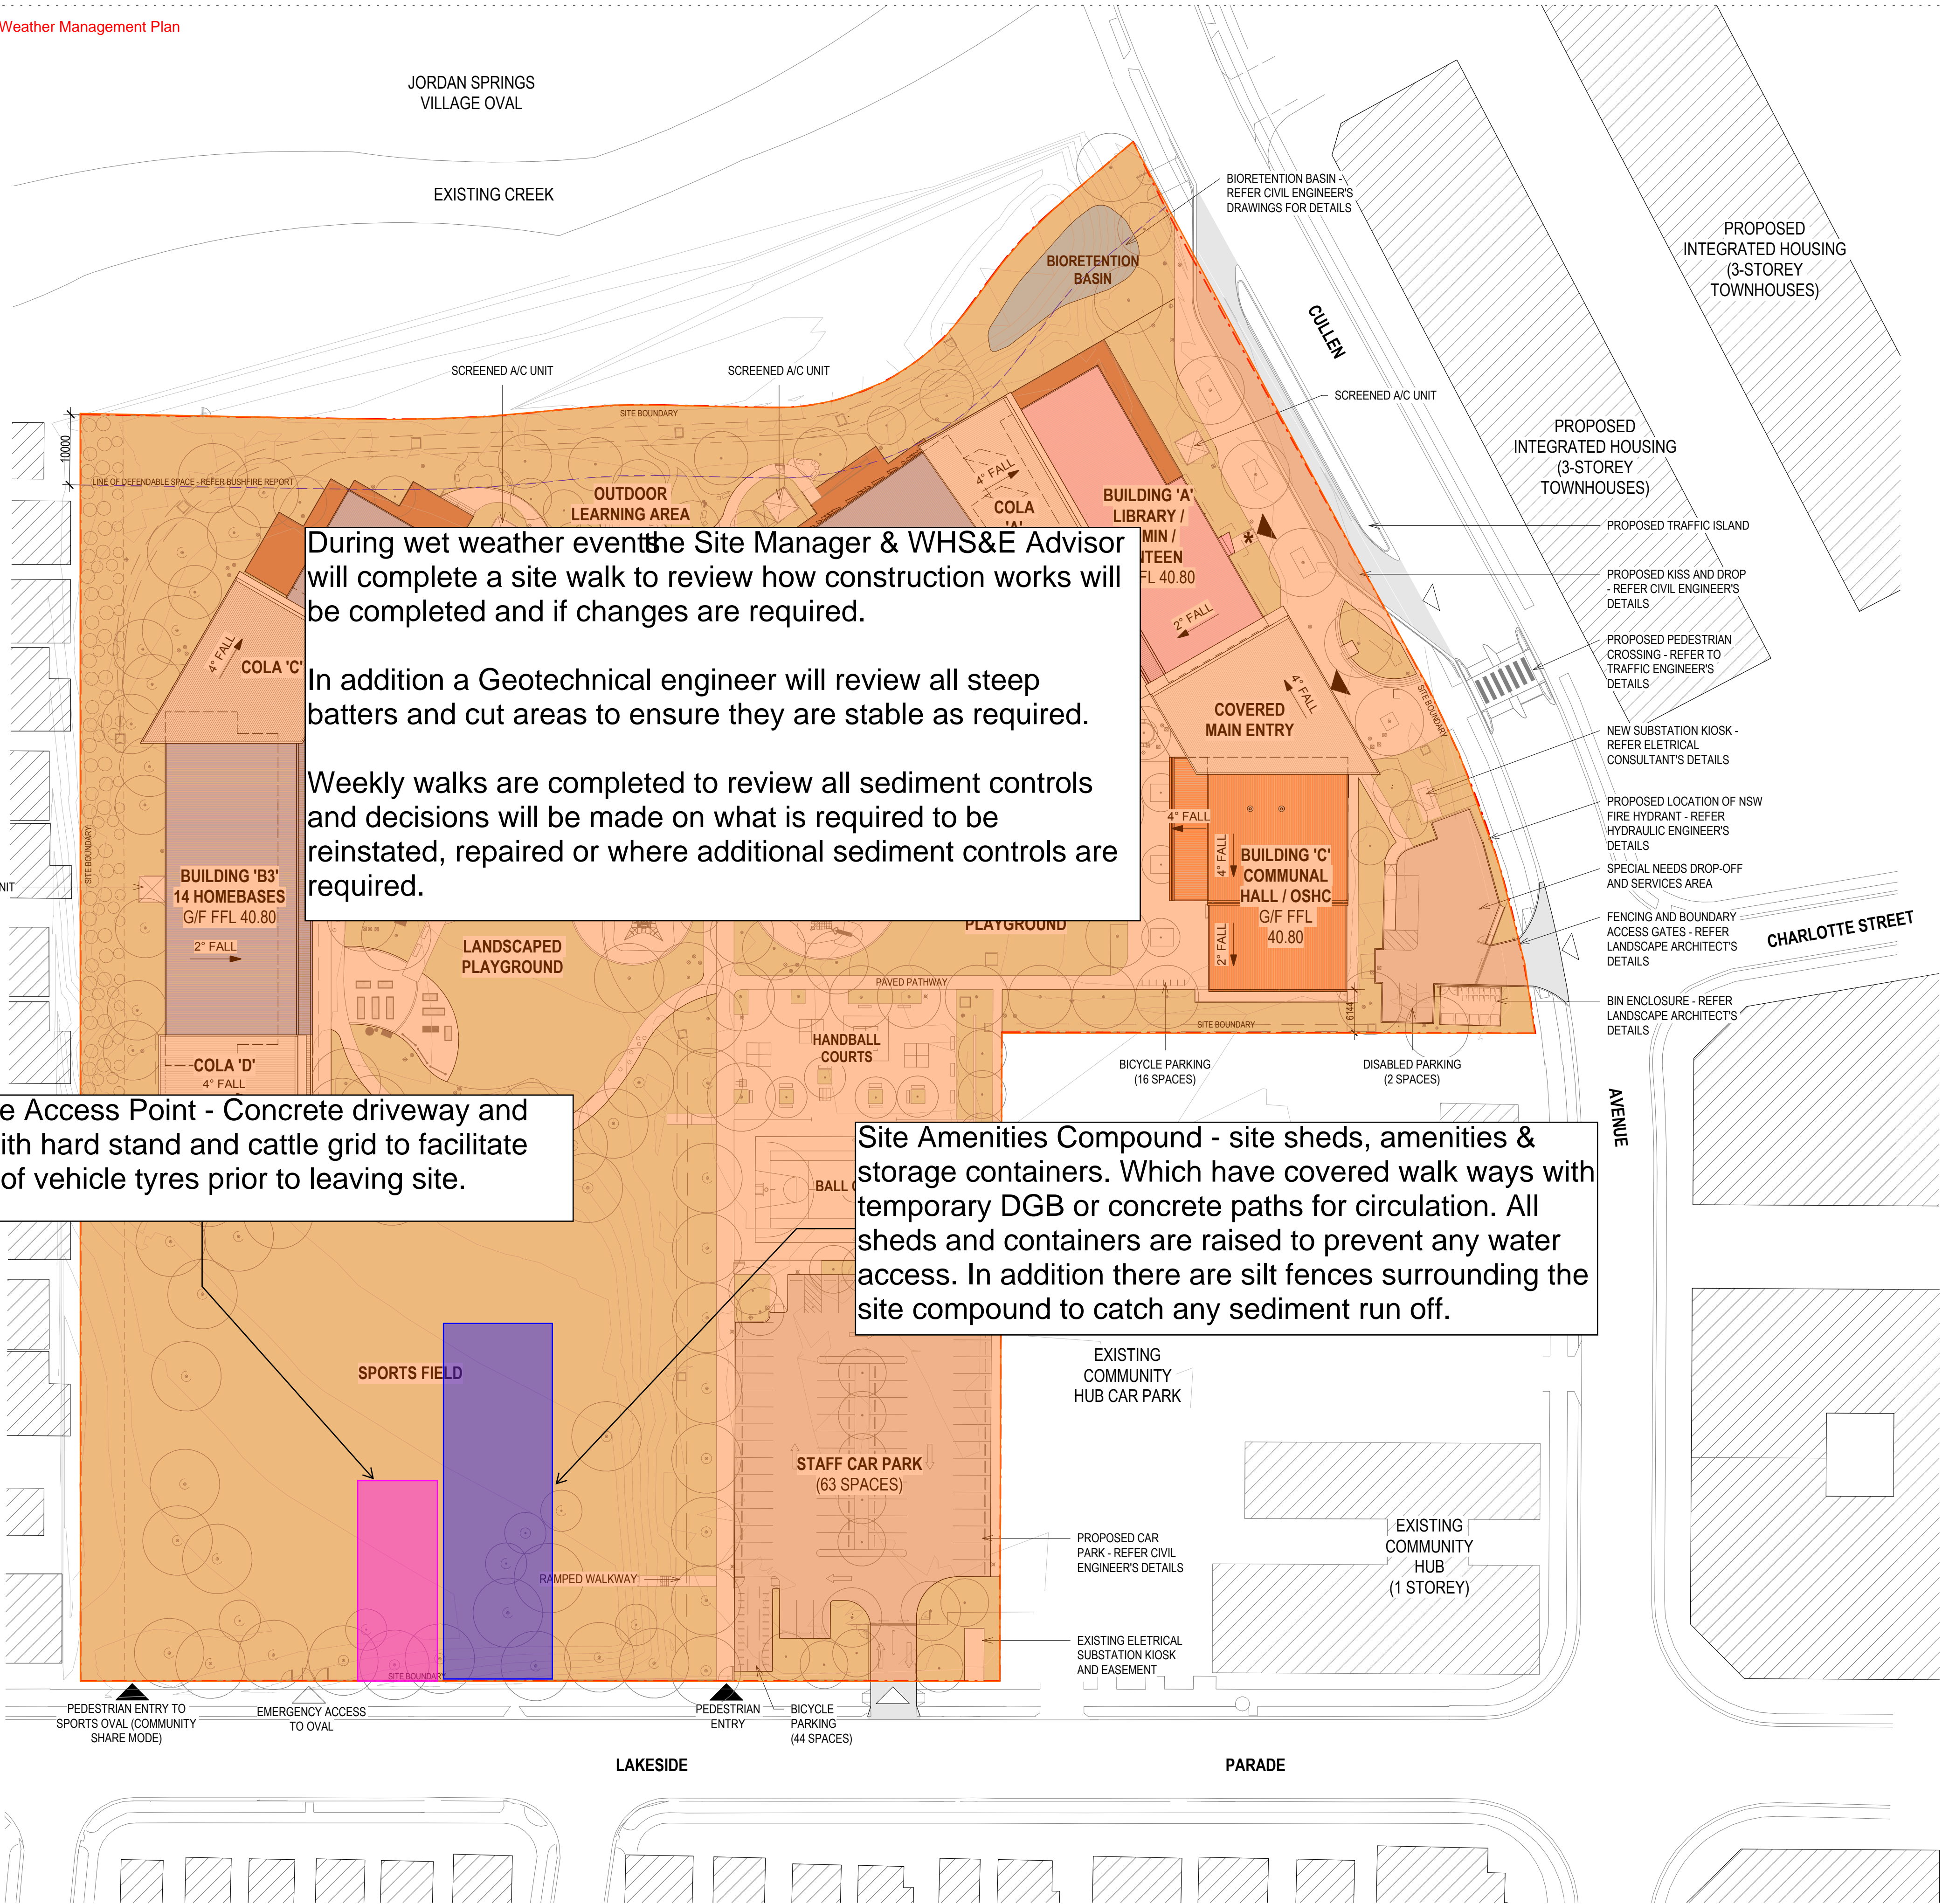 Weather Management Plan
JORDAN SPRINGS
VILLAGE OVAL
EXISTING CREEK
BIORETENTION BASIN -
REFER CIVIL ENGINEER'S
DRAWINGS FOR DETAILS
BIORETENTION
BASIN
PROPOSED
INTEGRATED HOUSING
(3-STOREY
TOWNHOUSES)
CULLEN
SCREENED A/C UNIT
SCREENED A/C UNIT
SCREENED A/C UNIT
SITE BOUNDARY
10000
LINE OF DEFENDABLE SPACE - REFER BUSHFIRE REPORT
OUTDOOR
LEARNING AREA
4° FALL
COLA
'A'
BUILDING 'A'
LIBRARY /
MIN /
NTEEN
FL 40.80
*
2° FALL
PROPOSED
INTEGRATED HOUSING
(3-STOREY
TOWNHOUSES)
PROPOSED TRAFFIC ISLAND
PROPOSED KISS AND DROP
- REFER CIVIL ENGINEER'S
DETAILS
PROPOSED PEDESTRIAN
CROSSING - REFER TO
TRAFFIC ENGINEER'S
DETAILS
NEW SUBSTATION KIOSK -
REFER ELETRICAL
CONSULTANT'S DETAILS
PROPOSED LOCATION OF NSW
FIRE HYDRANT - REFER
HYDRAULIC ENGINEER'S
DETAILS
SPECIAL NEEDS DROP-OFF
AND SERVICES AREA
FENCING AND BOUNDARY
ACCESS GATES - REFER
LANDSCAPE ARCHITECT'S
DETAILS
BIN ENCLOSURE - REFER
LANDSCAPE ARCHITECT'S
DETAILS
CHARLOTTE STREET
During wet weather events the Site Manager & WHS&E Advisor
will complete a site walk to review how construction works will
be completed and if changes are required.
In addition a Geotechnical engineer will review all steep
batters and cut areas to ensure they are stable as required.
Weekly walks are completed to review all sediment controls
and decisions will be made on what is required to be
reinstated, repaired or where additional sediment controls are
required.
4° FALL
COLA 'C'
COVERED
MAIN ENTRY
4° FALL
SITE BOUNDARY
SITE BOUNDARY
NIT
BUILDING 'B3'
14 HOMEBASES
G/F FFL 40.80
2° FALL
4° FALL
4° FALL
2° FALL
BUILDING 'C'
COMMUNAL
HALL / OSHC
G/F FFL
40.80
LANDSCAPED
PLAYGROUND
PLAYGROUND
PAVED PATHWAY
SITE BOUNDARY
6144
HANDBALL
COURTS
BICYCLE PARKING
(16 SPACES)
DISABLED PARKING
(2 SPACES)
AVENUE
COLA 'D'
4° FALL
e Access Point - Concrete driveway and
ith hard stand and cattle grid to facilitate
of vehicle tyres prior to leaving site.
BALL
Site Amenities Compound - site sheds, amenities &
storage containers. Which have covered walk ways with
temporary DGB or concrete paths for circulation. All
sheds and containers are raised to prevent any water
access. In addition there are silt fences surrounding the
site compound to catch any sediment run off.
SPORTS FIELD
EXISTING
COMMUNITY
HUB CAR PARK
STAFF CAR PARK
(63 SPACES)
PROPOSED CAR
PARK - REFER CIVIL
ENGINEER'S DETAILS
EXISTING
COMMUNITY
HUB
(1 STOREY)
RAMPED WALKWAY
EXISTING ELETRICAL
SUBSTATION KIOSK
AND EASEMENT
SITE BOUNDARY
PEDESTRIAN ENTRY TO
SPORTS OVAL (COMMUNITY
SHARE MODE)
EMERGENCY ACCESS
TO OVAL
PEDESTRIAN
ENTRY
BICYCLE
PARKING
(44 SPACES)
LAKESIDE
PARADE